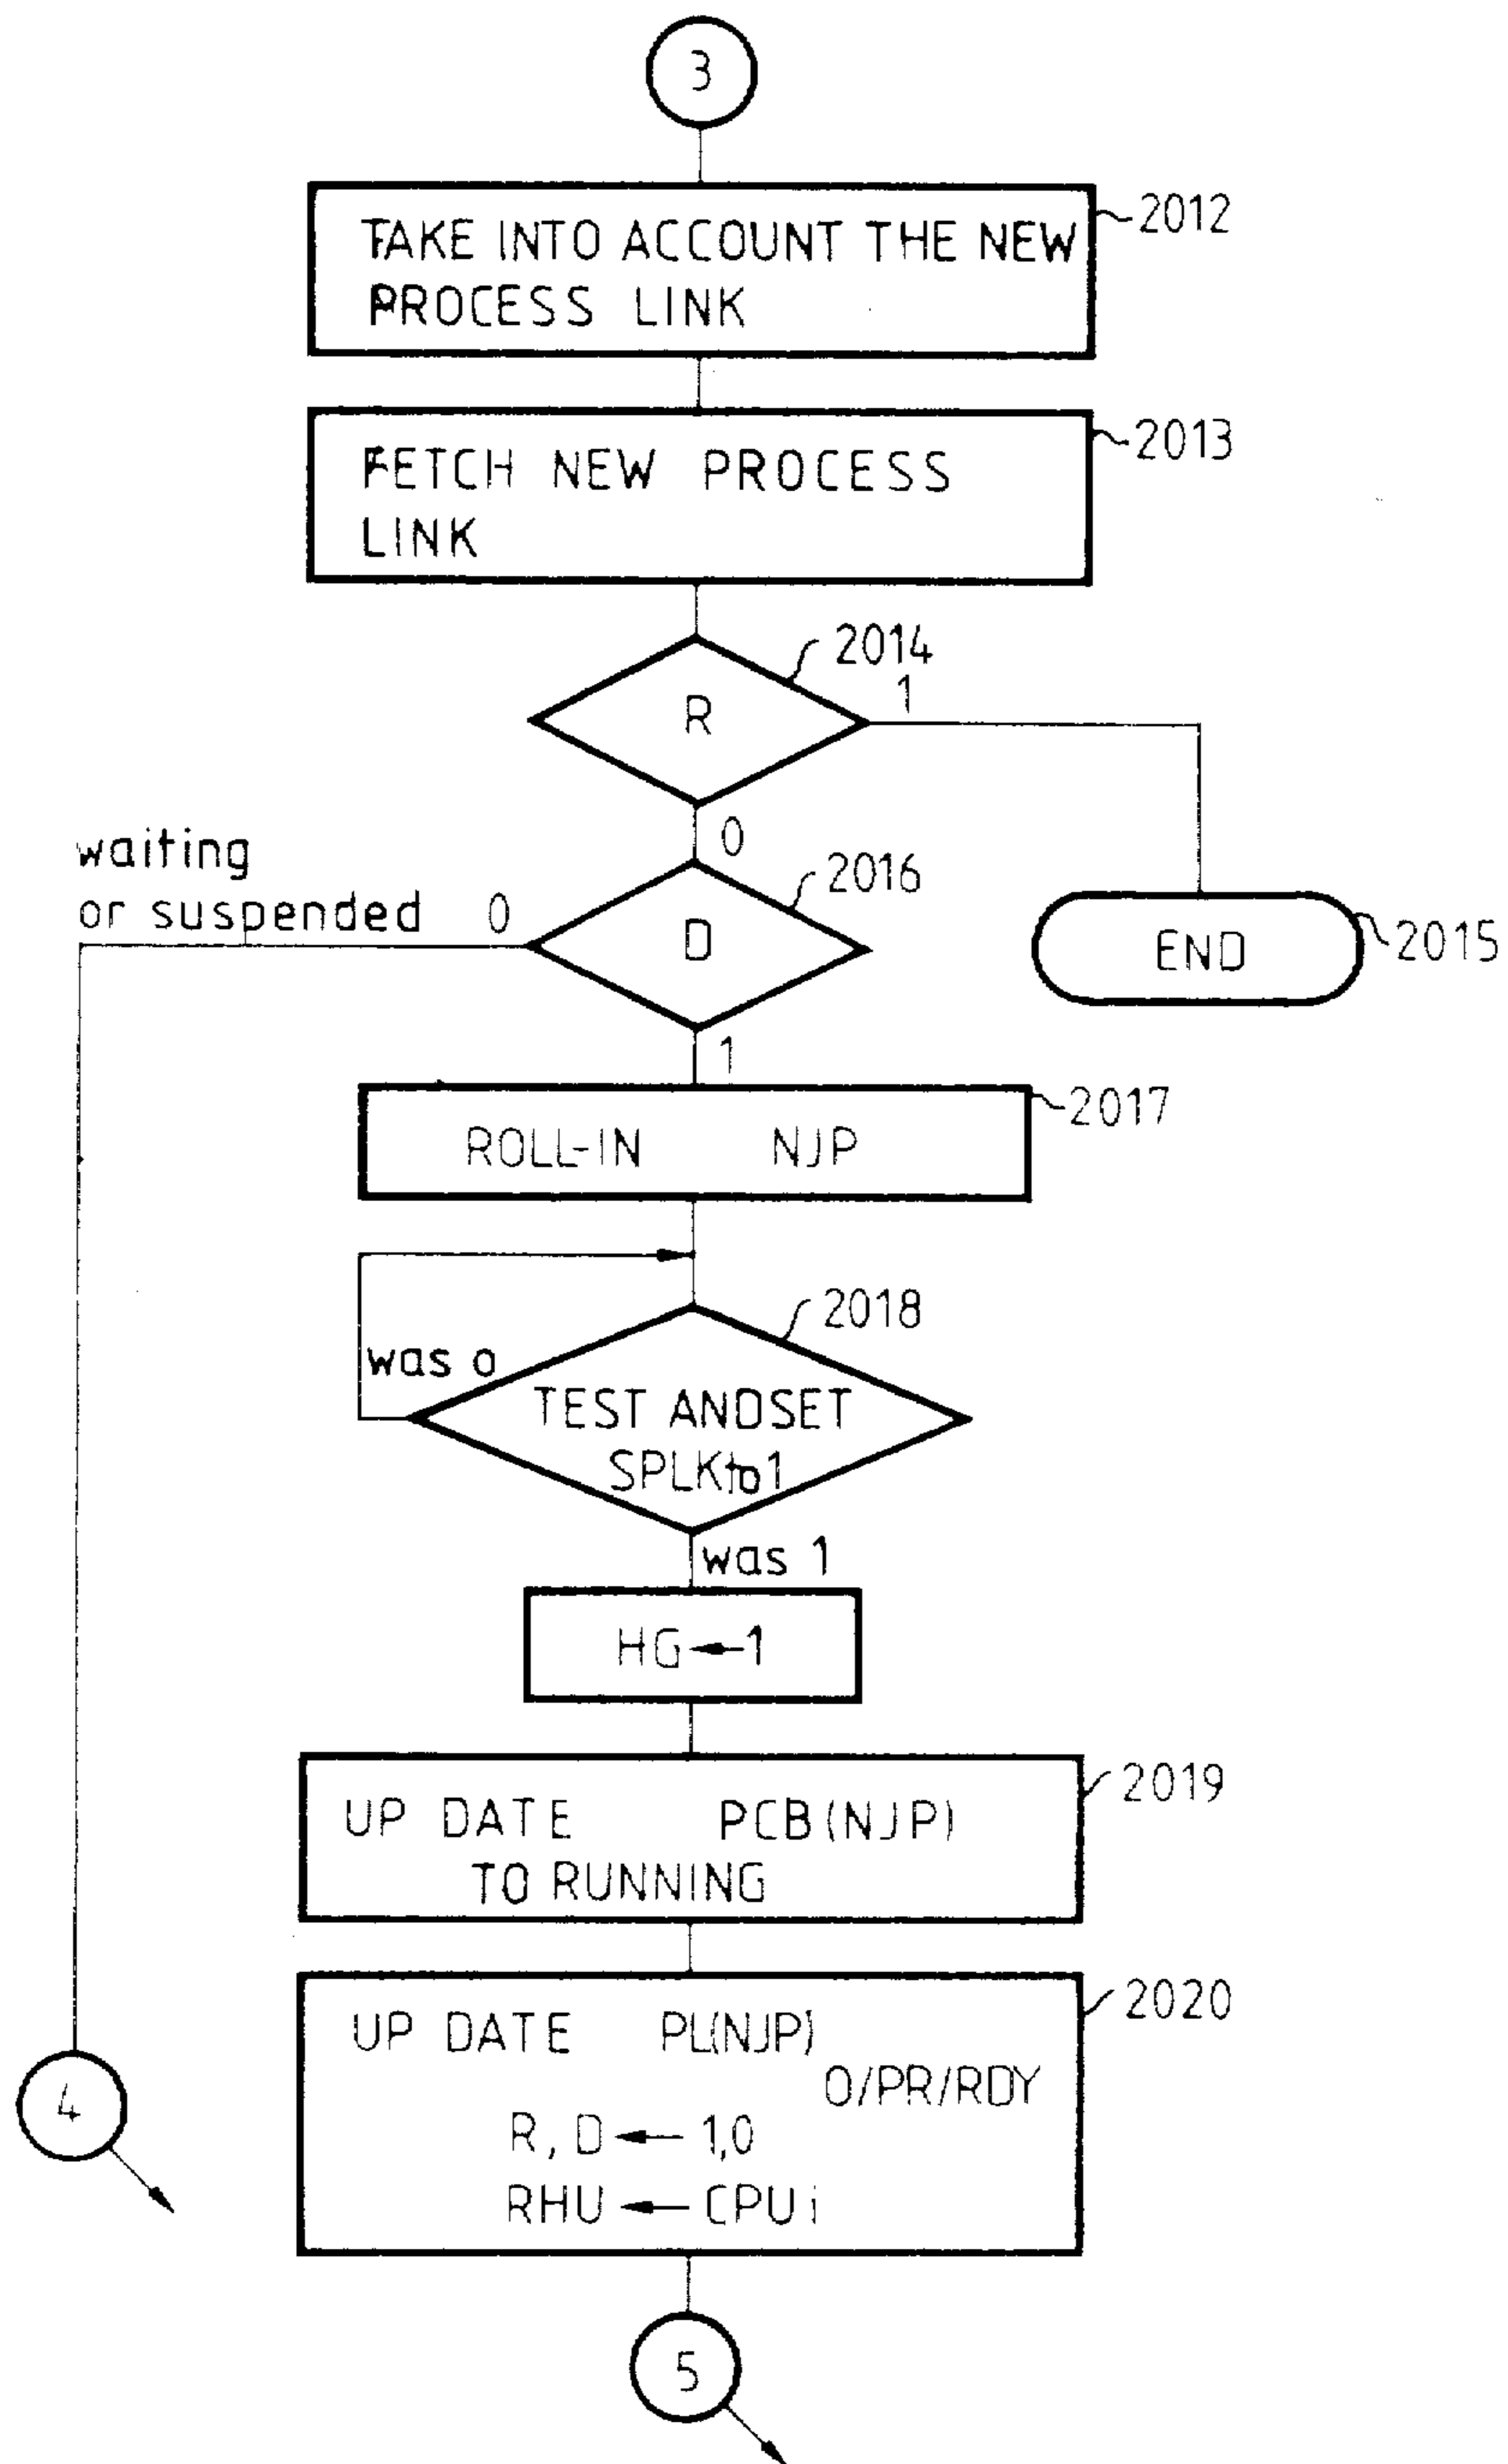 3
2012
TAKE INTO ACCOUNT THE NEW
PROCESS LINK
2013
FETCH NEW PROCESS
LINK
2014
R
1
0
waiting
or suspended
0
2016
D
END
2015
1
2017
ROLL-IN NJP
2018
was o
TEST ANDSET
SPLK to 1
was 1
HG ← 1
2019
UP DATE PCB (NJP)
TO RUNNING
2020
UP DATE PL(NJP)
O/PR/RDY
R, D ← 1,0
RHU ← CPU i
4
5